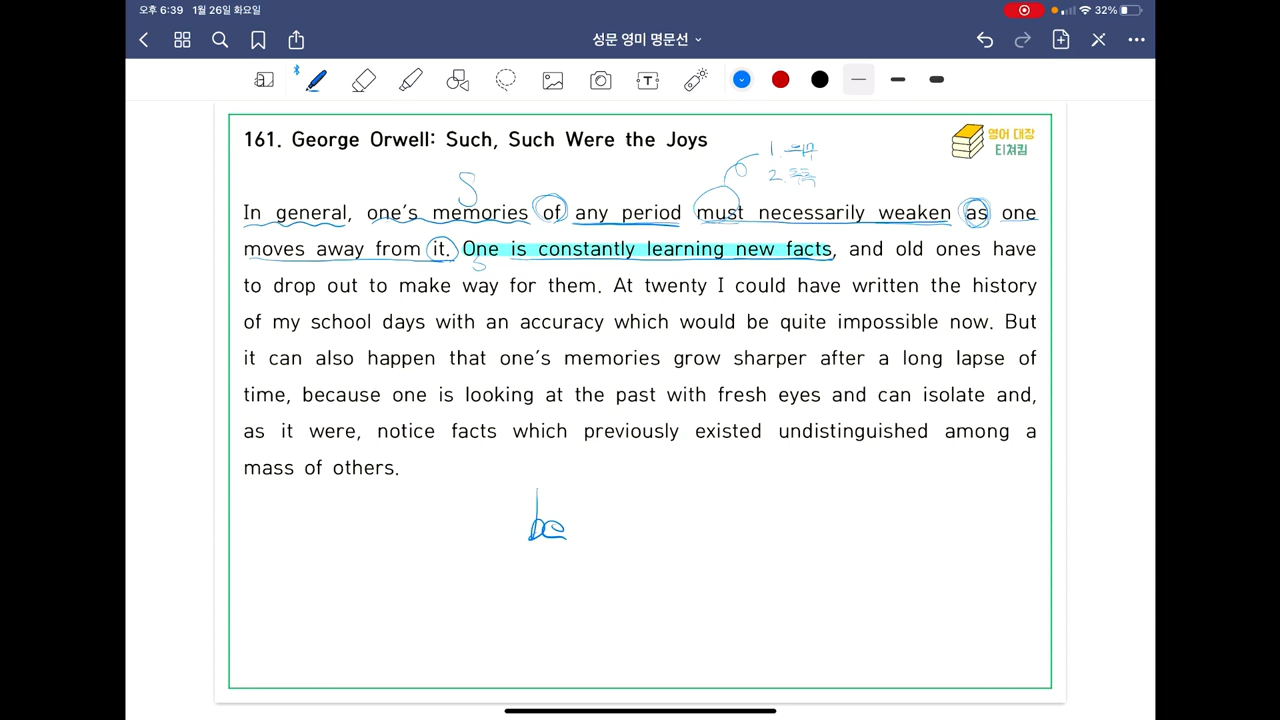 오후 6:39 1월 26일 화요일
32%
성문 영미 명문선
161. George Orwell: Such, Such Were the Joys
영어 대장
티쳐킴
1.
2.
S
In general, one's memories of any period must necessarily weaken as one
moves away from it. One is constantly learning new facts, and old ones have
S
to drop out to make way for them. At twenty I could have written the history
of my school days with an accuracy which would be quite impossible now. But
it can also happen that one's memories grow sharper after a long lapse of
time, because one is looking at the past with fresh eyes and can isolate and,
as it were, notice facts which previously existed undistinguished among a
mass of others.
be